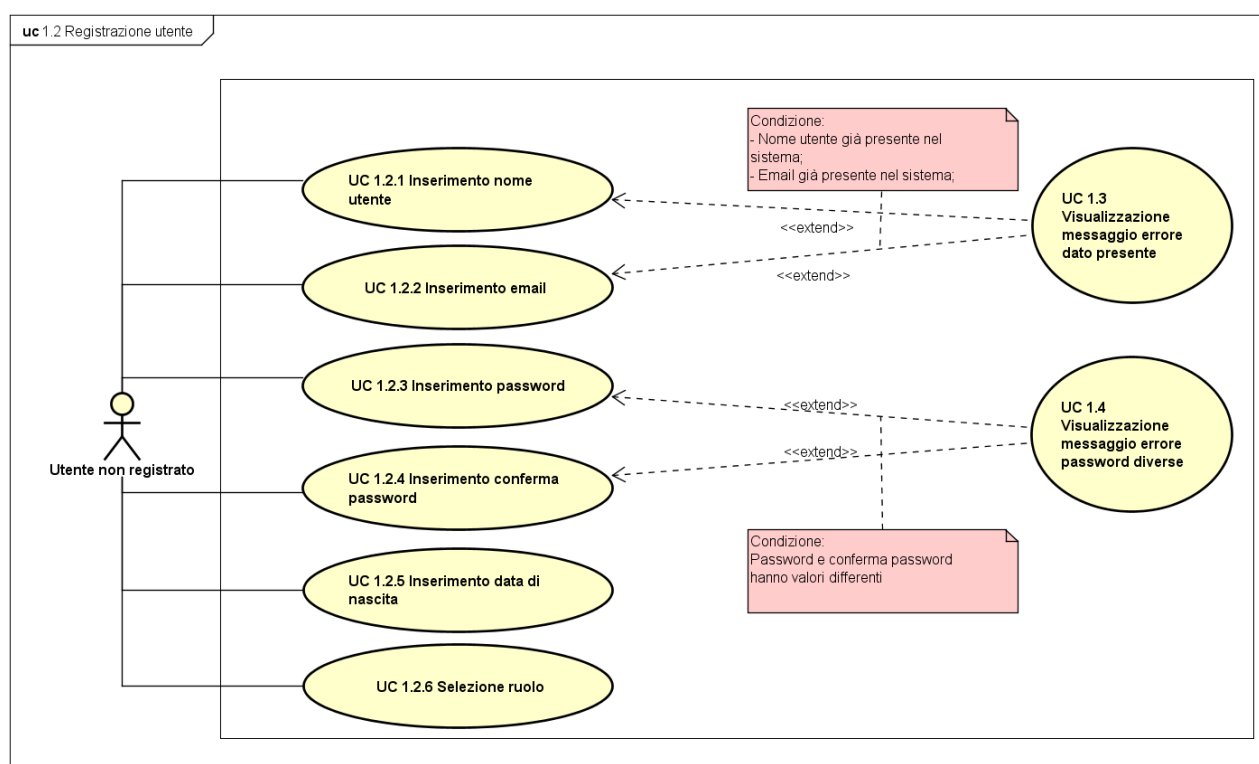 uc 1.2 Registrazione utente
Condizione:
- Nome utente già presente nel
sistema;
- Email già presente nel sistema;
UC 1.2.1 Inserimento nome
utente
UC 1.3
Visualizzazione
messaggio errore
dato presente
<<extend>>
<<extend>>
UC 1.2.2 Inserimento email
UC 1.2.3 Inserimento password
<<extend>>
UC 1.4
Visualizzazione
messaggio errore
password diverse
<<extend>>
Utente non registrato
UC 1.2.4 Inserimento conferma
password
Condizione:
Password e conferma password
hanno valori differenti
UC 1.2.5 Inserimento data di
nascita
UC 1.2.6 Selezione ruolo